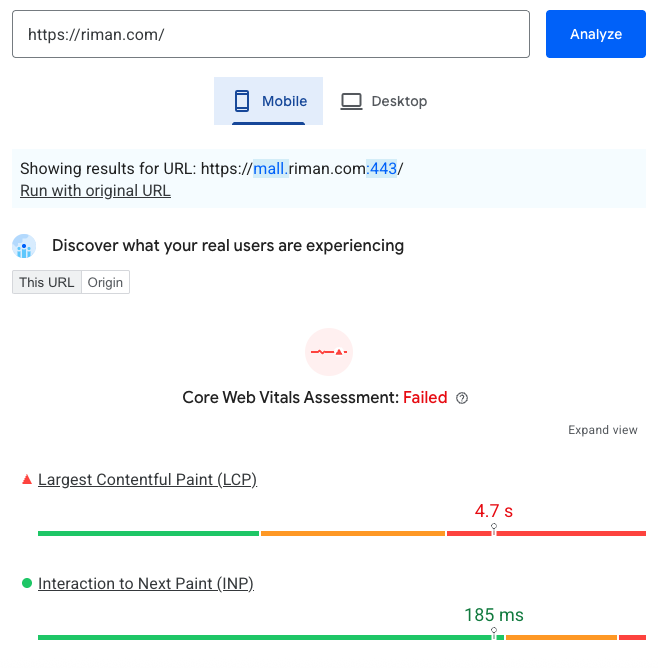 https://riman.com/
Analyze
Mobile
Desktop
Showing results for URL: https://mall.riman.com:443/
Run with original URL
Discover what your real users are experiencing
This URL
Origin
Core Web Vitals Assessment: Failed
Expand view
Largest Contentful Paint (LCP)
4.7 s
Interaction to Next Paint (INP)
185 ms